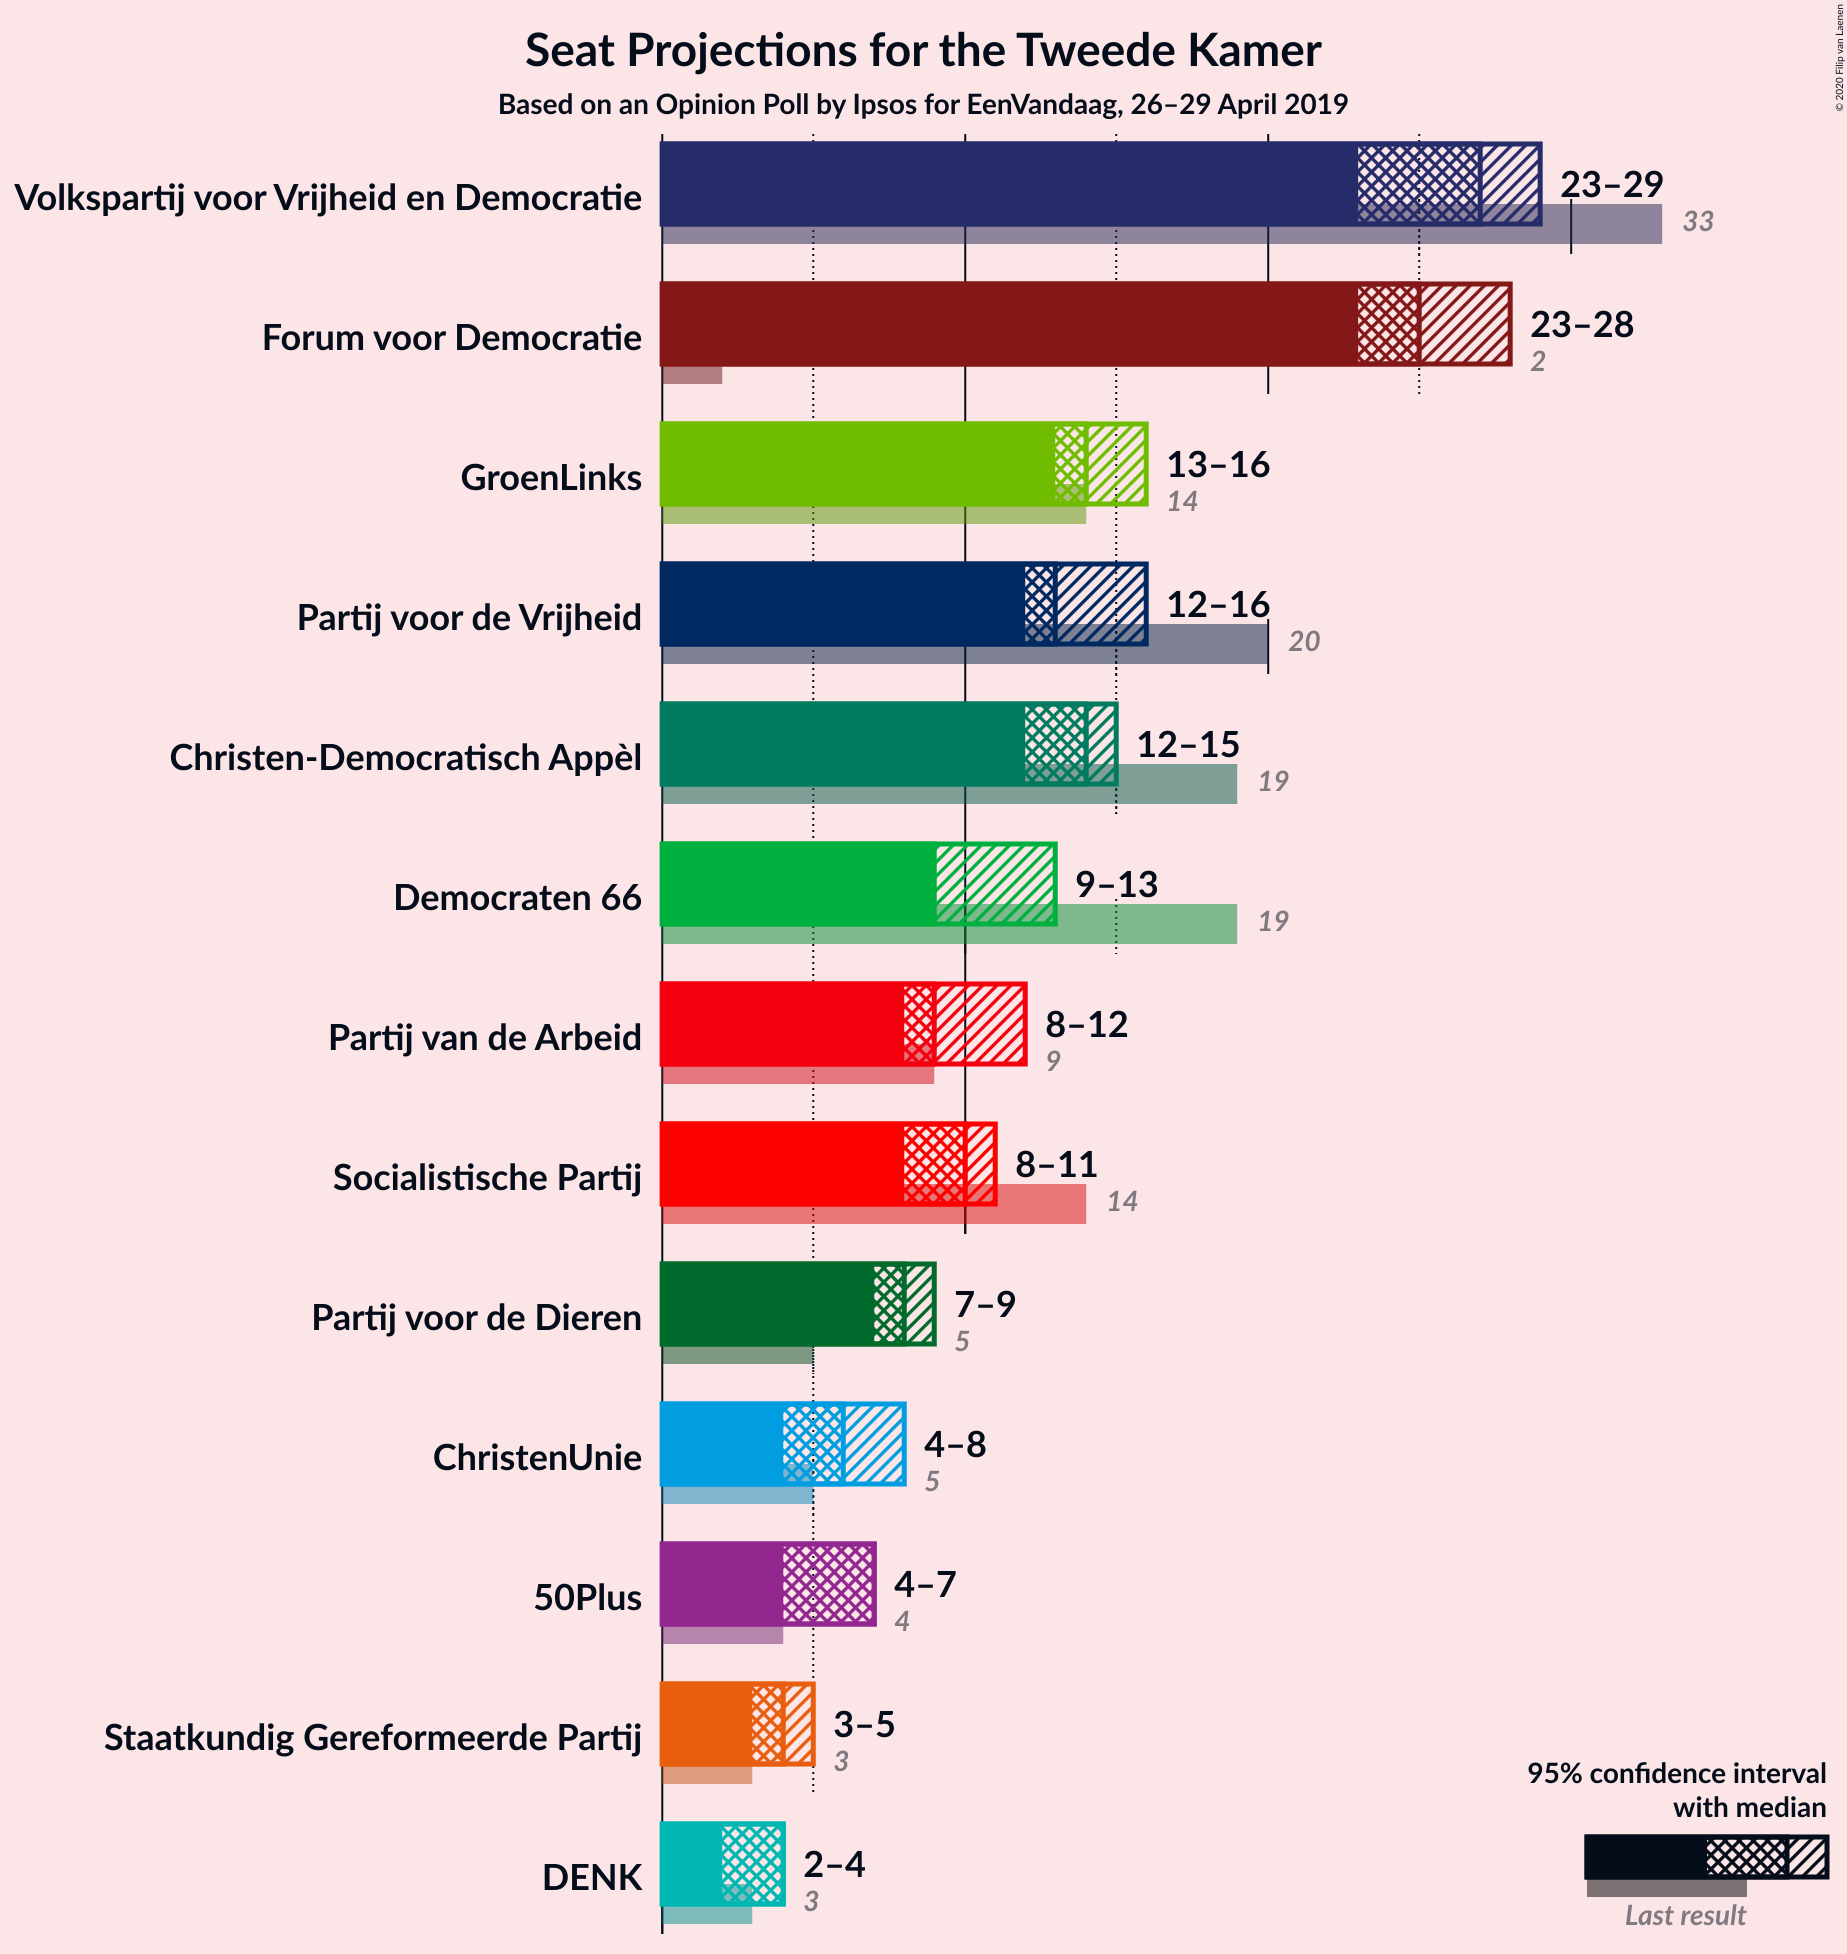 Seat Projections for the Tweede Kamer
Based on an Opinion Poll by Ipsos for EenVandaag, 26–29 April 2019
© 2020 Filip van Laenen
Volkspartij voor Vrijheid en Democratie
23–29
33
Forum voor Democratie
23–28
2
GroenLinks
13–16
14
Partij voor de Vrijheid
12–16
20
Christen-Democratisch Appèl
12–15
19
Democraten 66
9–13
19
Partij van de Arbeid
8–12
9
Socialistische Partij
8–11
14
Partij voor de Dieren
7–9
5
ChristenUnie
4–8
5
50Plus
4–7
4
Staatkundig Gereformeerde Partij
3–5
3
DENK
2–4
3
95% confidence interval
with median
Last result